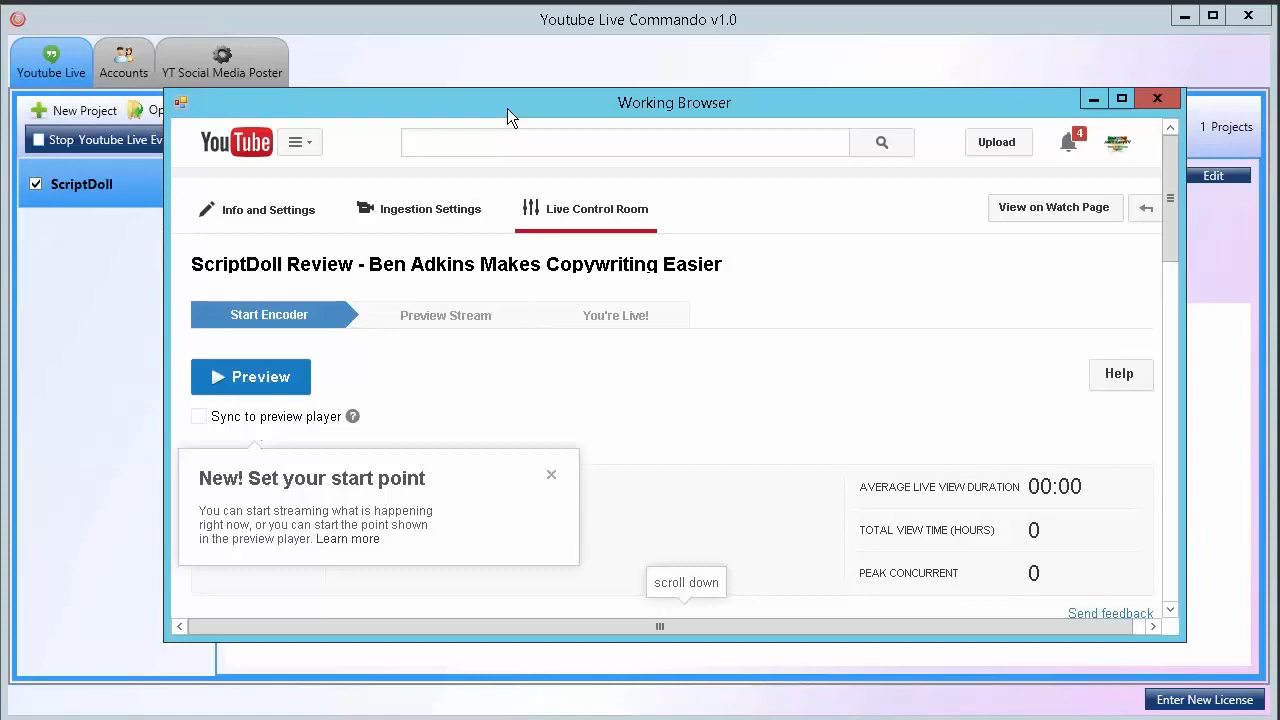 Youtube Live Commando v1.0
Youtube Live
Accounts
YT Social Media Poster
New Project
Op
Stop Youtube Live Ev
ScriptDoll
1 Projects
Edit
Working Browser
YouTube
Upload
4
Info and Settings
Ingestion Settings
Live Control Room
View on Watch Page
ScriptDoll Review - Ben Adkins Makes Copywriting Easier
Start Encoder
Preview Stream
You're Live!
Preview
Help
Sync to preview player ?
New! Set your start point
You can start streaming what is happening
right now, or you can start the point shown
in the preview player. Learn more
AVERAGE LIVE VIEW DURATION 00:00
TOTAL VIEW TIME (HOURS) 0
PEAK CONCURRENT 0
scroll down
Send feedback
Enter New License